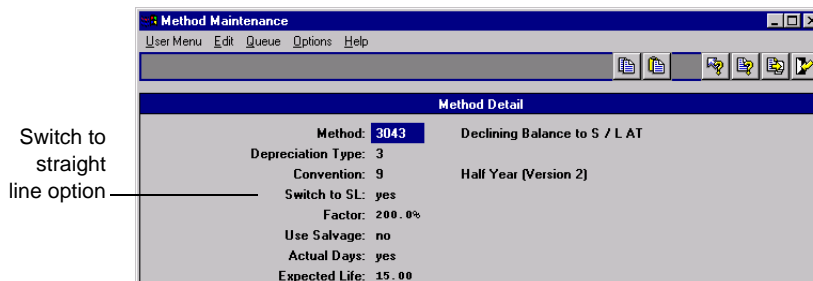 Method Maintenance
User Menu Edit Queue Options Help
Method Detail
Method: 3043 Declining Balance to S / L AT
Depreciation Type: 3
Convention: 9 Half Year (Version 2)
Switch to SL: yes
Factor: 200.0%
Use Salvage: no
Actual Days: yes
Expected Life: 15.00
Switch to
straight
line option